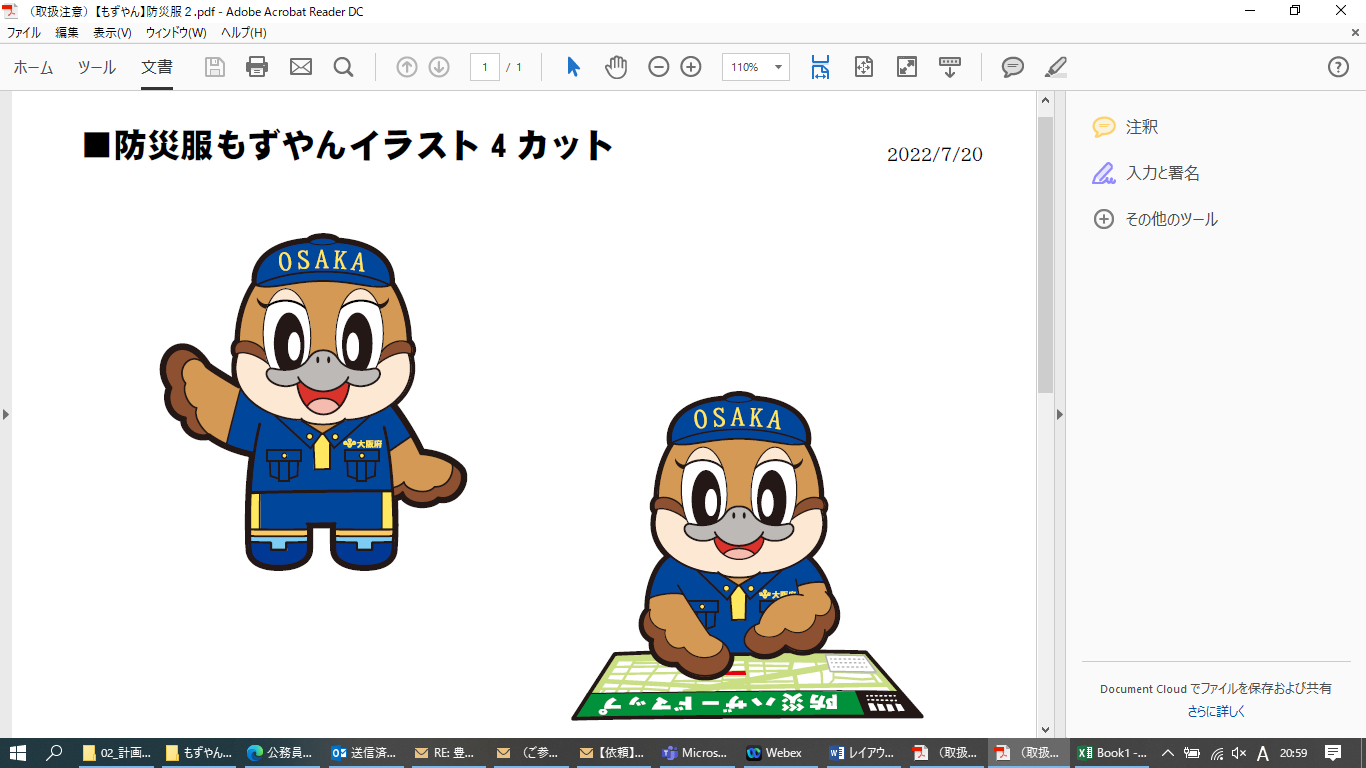 （取扱注意）【もずやん】防災服２.pdf - Adobe Acrobat Reader DC
ファイル 編集 表示(V) ウィンドウ(W) ヘルプ(H)
ホーム ツール 文書 1 / 1 110%
■防災服もずやんイラスト４カット
2022/7/20
OSAKA
大阪府
OSAKA
大阪府
防災ハザードマップ
注釈
入力と署名
その他のツール
Document Cloud でファイルを保存および共有
さらに詳しく
02_計画... もずやん... 公務員... 送信済... RE: 豊... （ご参... 【依頼】... Micros... Webex レイアウ... （取扱... （取扱... Book1 -... A 20:59